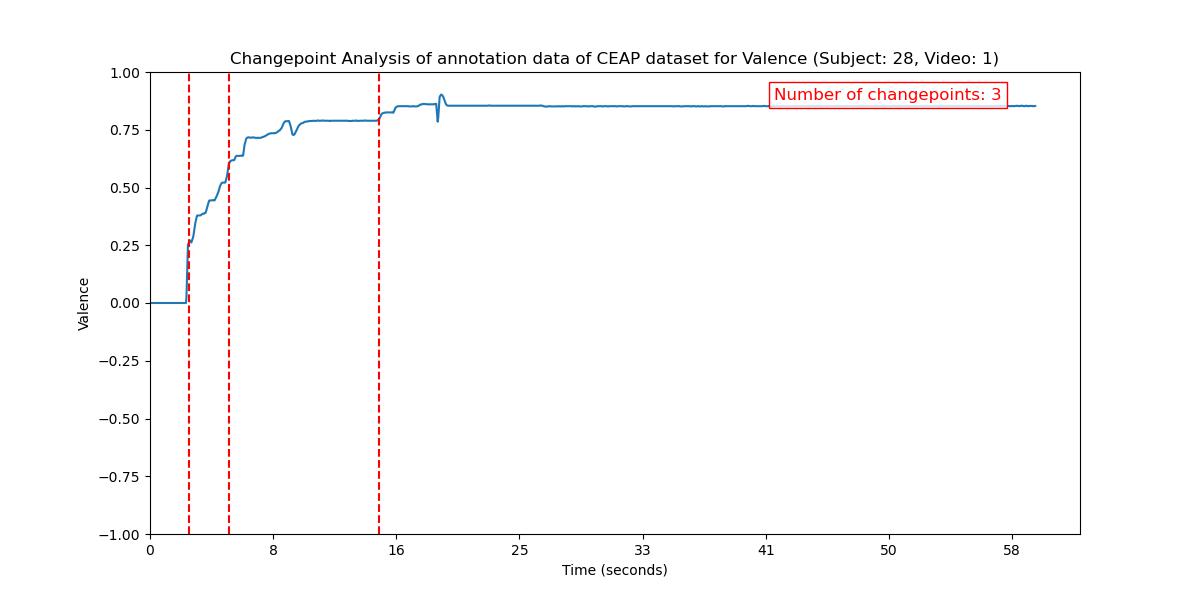 Changepoint Analysis of annotation data of CEAP dataset for Valence (Subject: 28, Video: 1)
Number of changepoints: 3
1.00
0.75
0.50
0.25
0.00
−0.25
−0.50
−0.75
−1.00
Valence
0 8 16 25 33 41 50 58
Time (seconds)